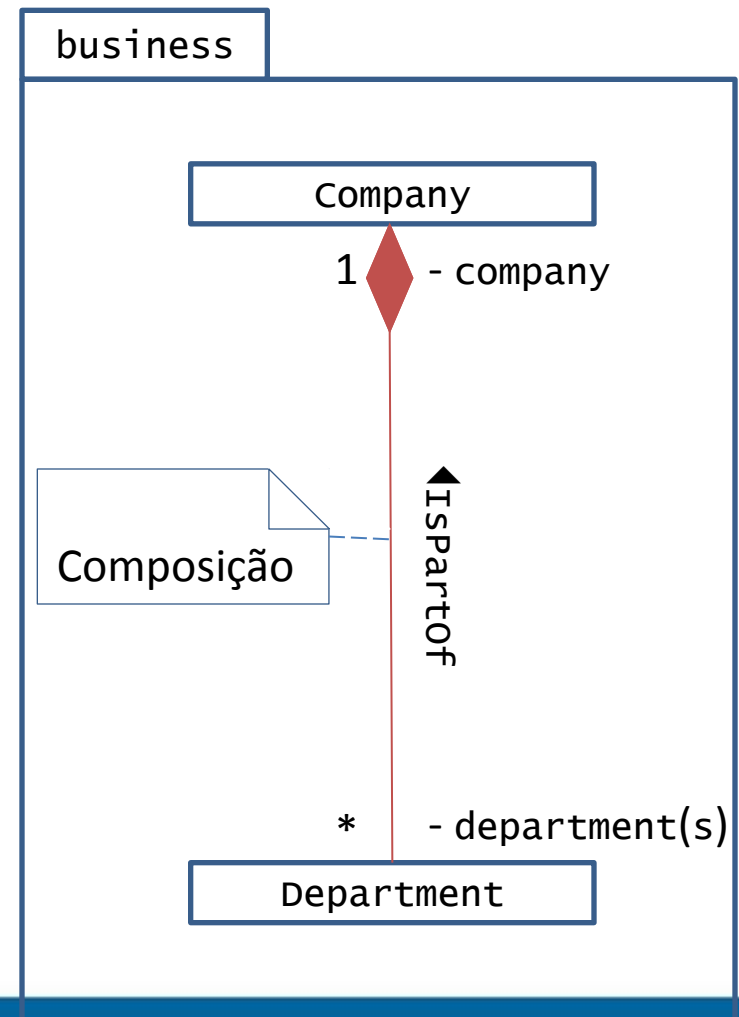 business
Company
1 - company
◀IsPartOf
Composição
* - department(s)
Department